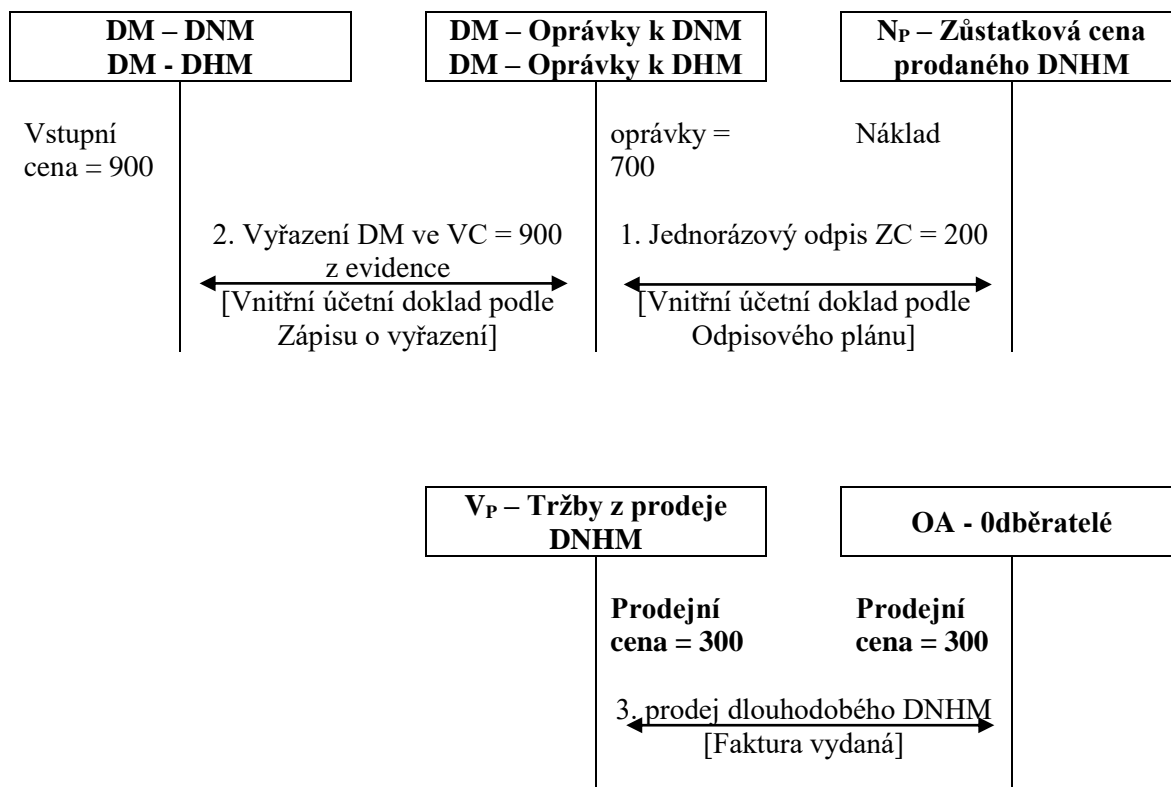 DM – DNM
DM - DHM
DM – Oprávky k DNM
DM – Oprávky k DHM
NP – Zůstatková cena
prodaného DNHM
Vstupní
cena = 900
oprávky =
700
Náklad
2. Vyřazení DM ve VC = 900
z evidence
[Vnitřní účetní doklad podle
Zápisu o vyřazení]
1. Jednorázový odpis ZC = 200
[Vnitřní účetní doklad podle
Odpisového plánu]
VP – Tržby z prodeje
DNHM
OA - 0dběratelé
Prodejní
cena = 300
Prodejní
cena = 300
3. prodej dlouhodobého DNHM
[Faktura vydaná]